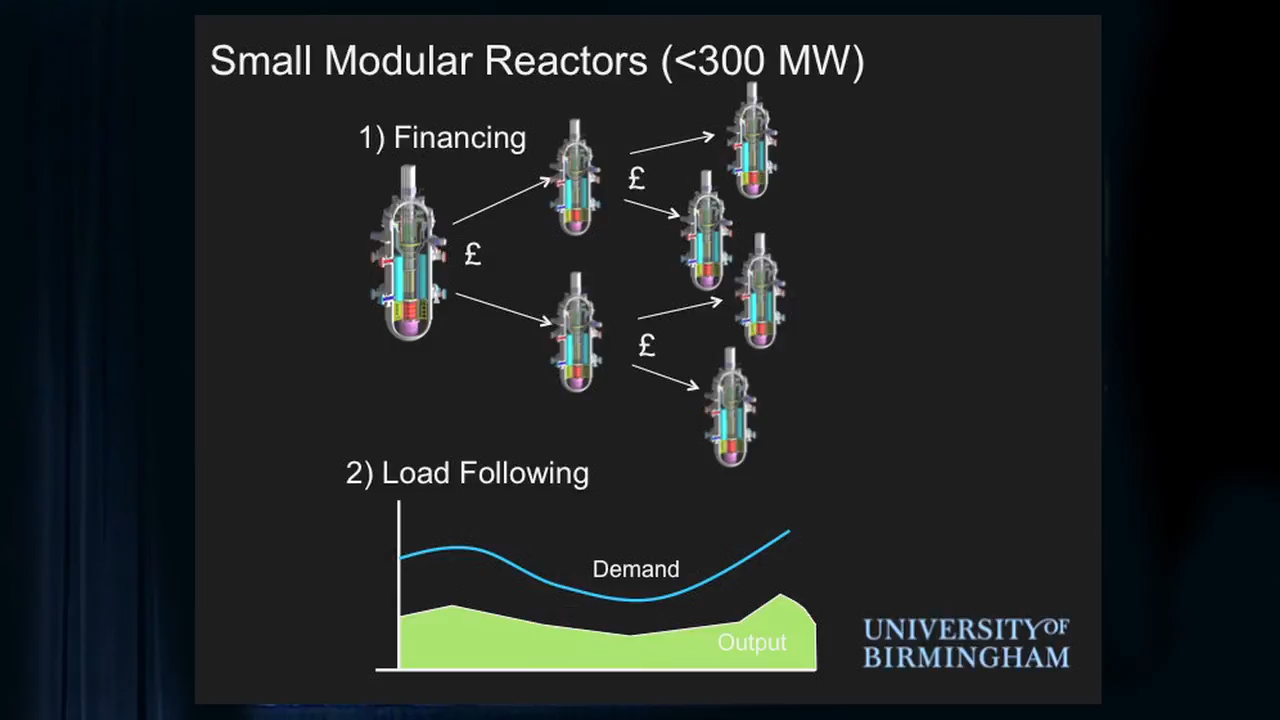 Small Modular Reactors (<300 MW)
1) Financing
£
£
£
2) Load Following
Demand
Output
UNIVERSITY OF
BIRMINGHAM